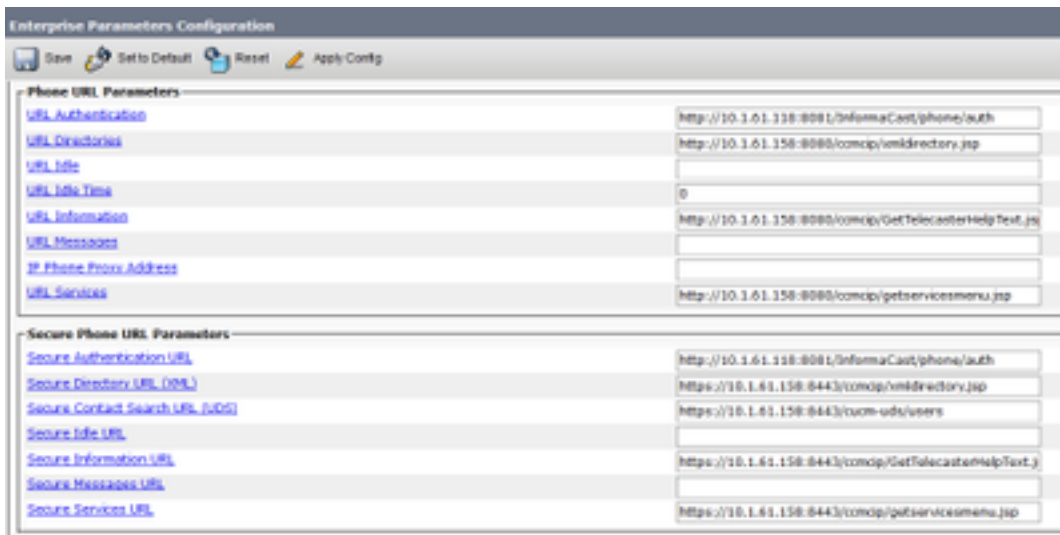 Enterprise Parameters Configuration
Save Set to Default Reset Apply Config
Phone URL Parameters
URL Authentication http://10.1.61.118:8081/InformaCast/phone/auth
URL Directories http://10.1.61.158:8080/ccmcip/xmldirectory.jsp
URL Idle
URL Idle Time 0
URL Information http://10.1.61.158:8080/ccmcip/GetTelecasterHelpText.jsp
URL Messages
IP Phone Proxy Address
URL Services http://10.1.61.158:8080/ccmcip/getservicesmenu.jsp
Secure Phone URL Parameters
Secure Authentication URL http://10.1.61.118:8081/InformaCast/phone/auth
Secure Directory URL (XML) https://10.1.61.158:8443/ccmcip/xmldirectory.jsp
Secure Contact Search URL (UDS) https://10.1.61.158:8443/cucm-uds/users
Secure Idle URL
Secure Information URL https://10.1.61.158:8443/ccmcip/GetTelecasterHelpText.j
Secure Messages URL
Secure Services URL https://10.1.61.158:8443/ccmcip/getservicesmenu.jsp